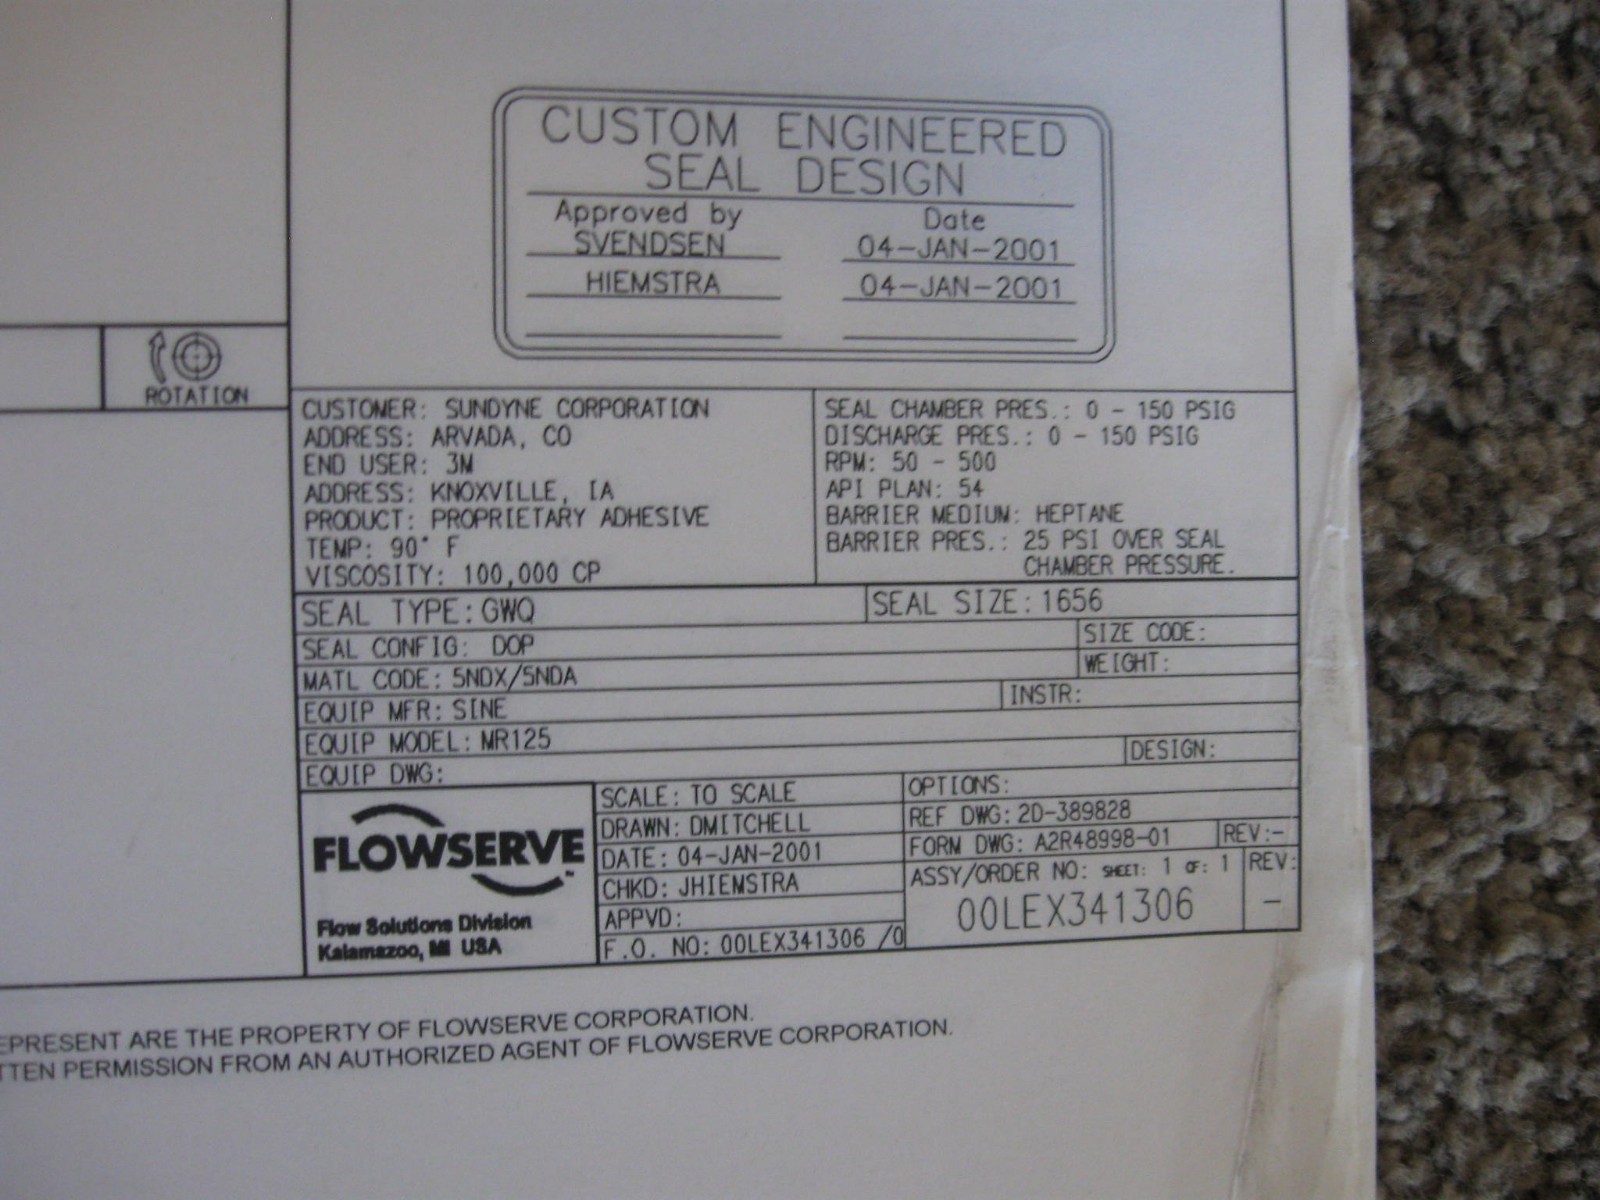 CUSTOM ENGINEERED
SEAL DESIGN
Approved by Date
SVENDSEN 04-JAN-2001
HIEMSTRA 04-JAN-2001
ROTATION
CUSTOMER: SUNDYNE CORPORATION
ADDRESS: ARVADA, CO
END USER: 3M
ADDRESS: KNOXVILLE, IA
PRODUCT: PROPRIETARY ADHESIVE
TEMP: 90° F
VISCOSITY: 100,000 CP
SEAL CHAMBER PRES.: 0 - 150 PSIG
DISCHARGE PRES.: 0 - 150 PSIG
RPM: 50 - 500
API PLAN: 54
BARRIER MEDIUM: HEPTANE
BARRIER PRES.: 25 PSI OVER SEAL
CHAMBER PRESSURE.
SEAL TYPE: GWQ SEAL SIZE: 1656
SEAL CONFIG: DOP SIZE CODE:
MATL CODE: 5NDX/5NDA WEIGHT:
EQUIP MFR: SINE INSTR:
EQUIP MODEL: MR125
EQUIP DWG: DESIGN:
FLOWSERVE™
Flow Solutions Division
Kalamazoo, MI USA
SCALE: TO SCALE
DRAWN: DMITCHELL
DATE: 04-JAN-2001
CHKD: JHIEMSTRA
APPVD:
F.O. NO: 00LEX341306 /0
OPTIONS:
REF DWG: 2D-389828
FORM DWG: A2R48998-01 REV:-
ASSY/ORDER NO: SHEET: 1 OF: 1 REV:
00LEX341306 -
EPRESENT ARE THE PROPERTY OF FLOWSERVE CORPORATION.
TTEN PERMISSION FROM AN AUTHORIZED AGENT OF FLOWSERVE CORPORATION.